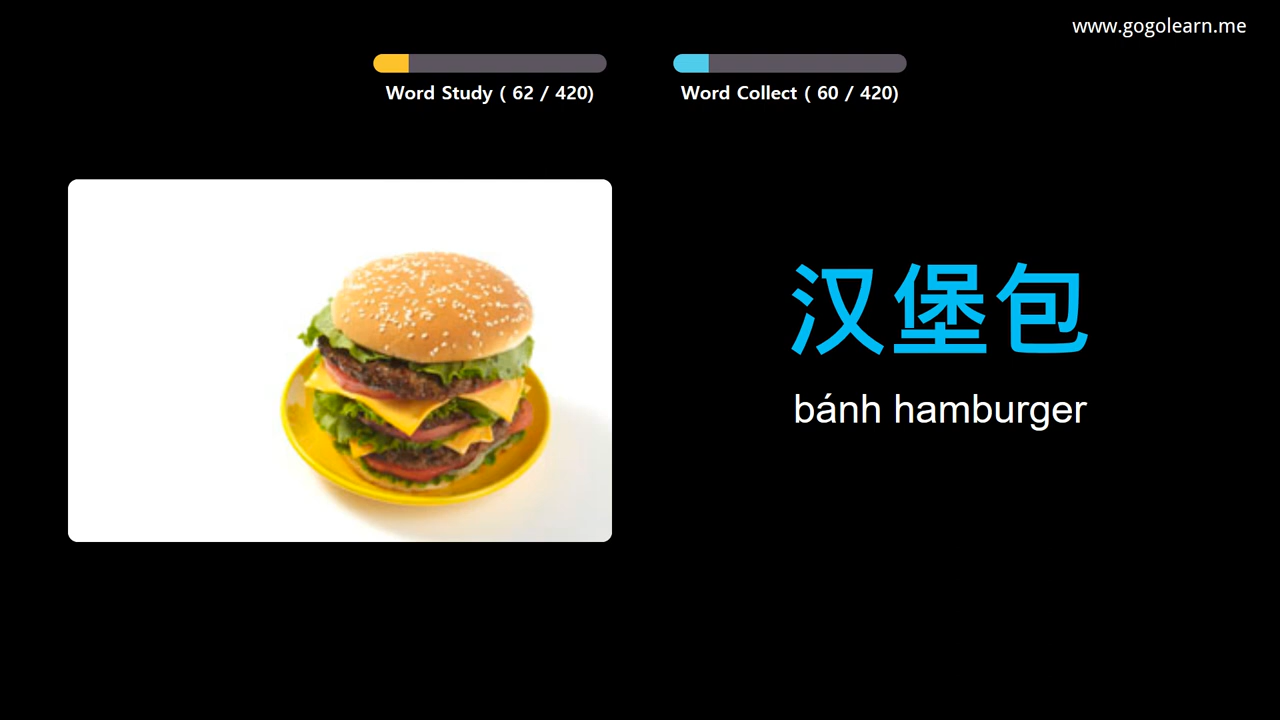 www.gogolearn.me
Word Study ( 62 / 420)
Word Collect ( 60 / 420)
汉堡包
bánh hamburger